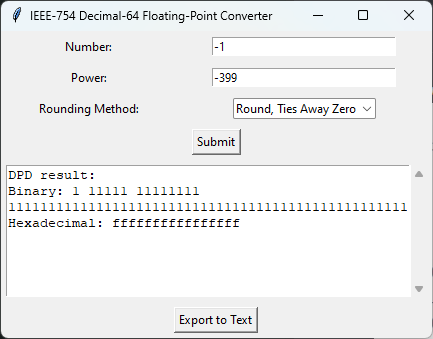 IEEE-754 Decimal-64 Floating-Point Converter
Number: -1
Power: -399
Rounding Method: Round, Ties Away Zero
Submit
DPD result:
Binary: 1 11111 11111111
11111111111111111111111111111111111111111111111111
Hexadecimal: ffffffffffffffff
Export to Text